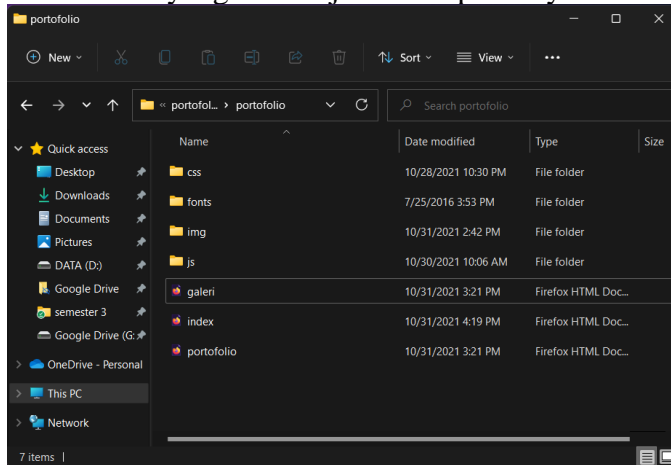 portofolio
New
Sort
View
« portofol... › portofolio
Search portofolio
Name Date modified Type Size
Quick access
Desktop
Downloads
Documents
Pictures
DATA (D:)
Google Drive
semester 3
Google Drive (G:
OneDrive - Personal
This PC
Network
css 10/28/2021 10:30 PM File folder
fonts 7/25/2016 3:53 PM File folder
img 10/31/2021 2:42 PM File folder
js 10/30/2021 10:06 AM File folder
galeri 10/31/2021 3:21 PM Firefox HTML Doc...
index 10/31/2021 4:19 PM Firefox HTML Doc...
portofolio 10/31/2021 3:21 PM Firefox HTML Doc...
7 items